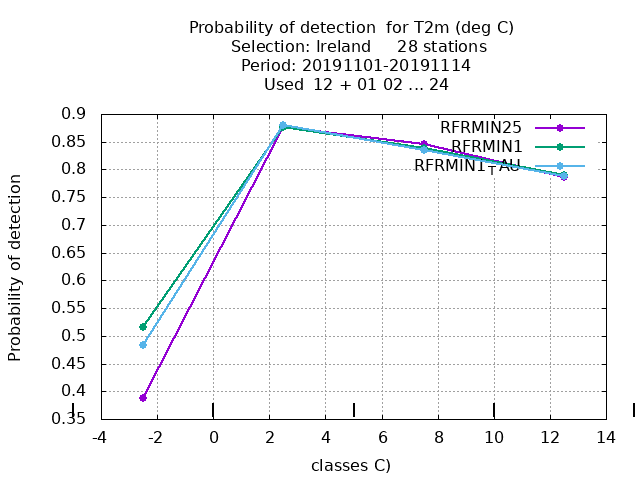 Probability of detection  for T2m (deg C)
Selection: Ireland     28 stations
Period: 20191101-20191114
Used  12 + 01 02 ... 24
Probability of detection
0.9
0.85
0.8
0.75
0.7
0.65
0.6
0.55
0.5
0.45
0.4
0.35
RFRMIN25
RFRMIN1
RFRMIN1TAU
-4 -2 0 2 4 6 8 10 12 14
classes C)